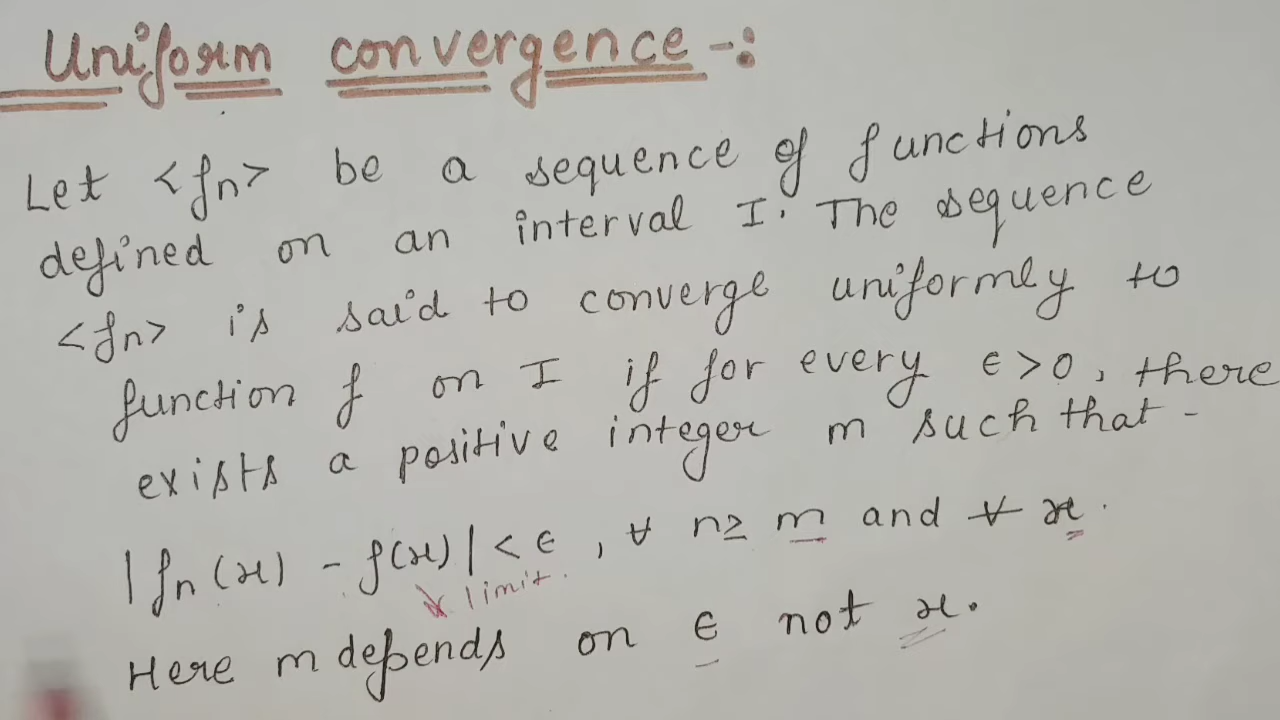 Uniform convergence -:
Let <fn> be a sequence of functions
defined on an interval I. The sequence
<fn> is said to converge uniformly to
function f on I if for every ϵ>0, there
exists a positive integer m such that -
|fn(x) - f(x)|<ϵ, ∀ n≥ m and ∀ x.
limit.
Here m depends on ϵ not x.